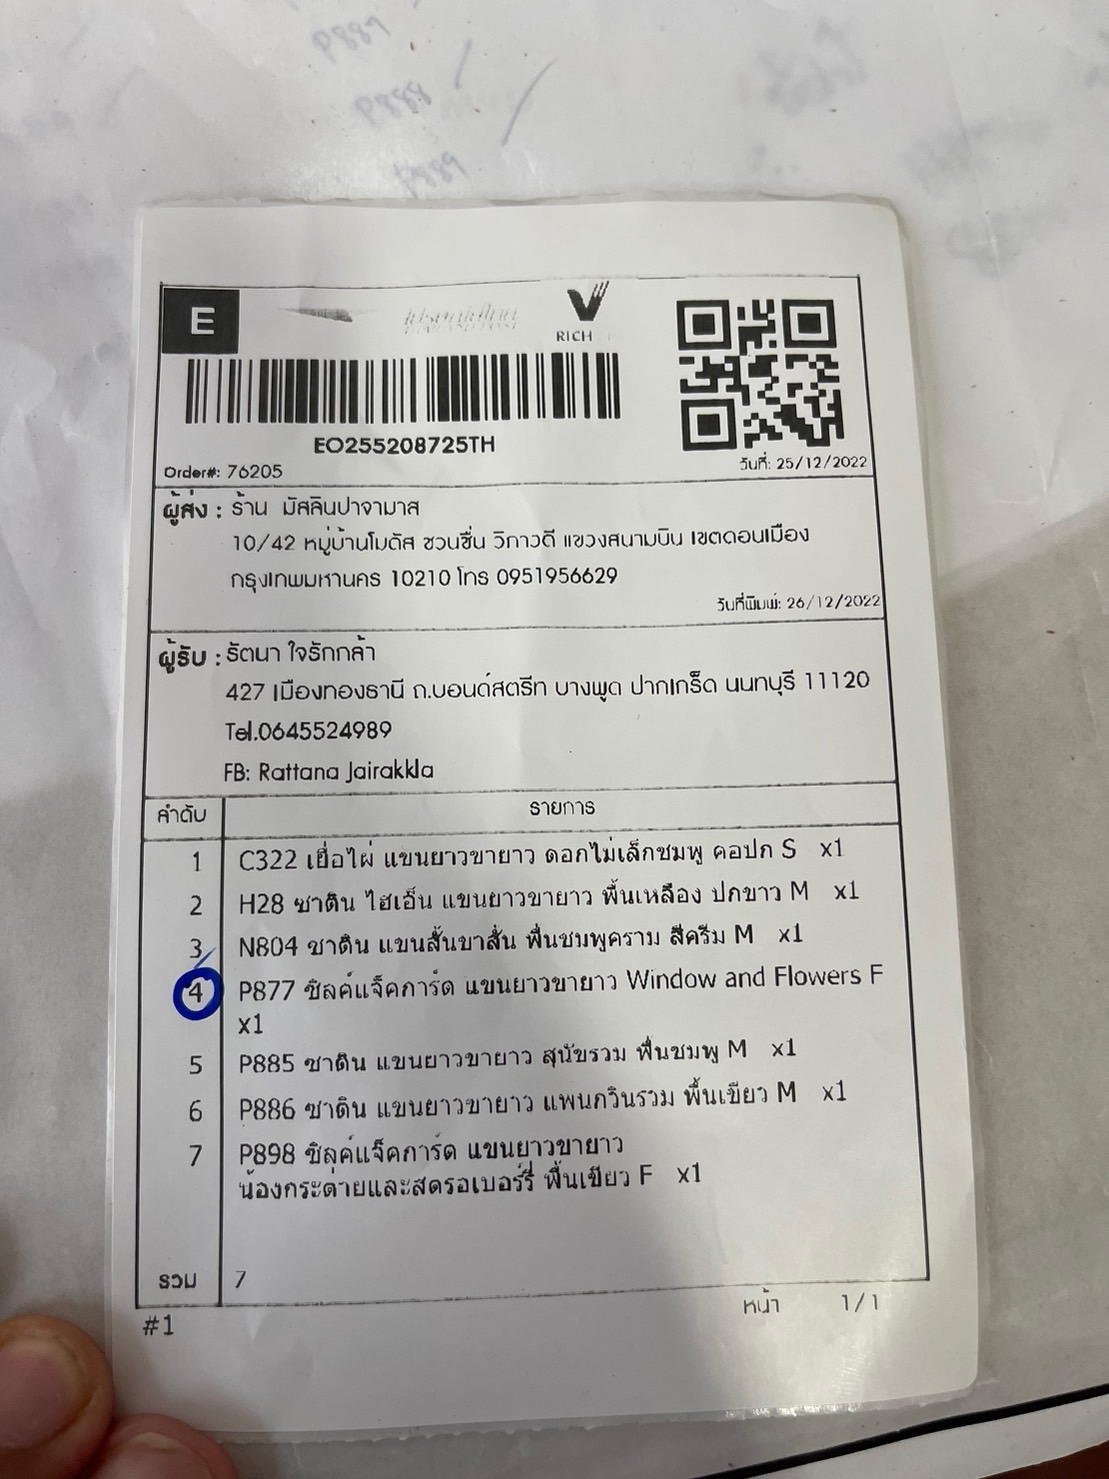 E
RICH
EO255208725TH
Order#: 76205
วันที่: 25/12/2022
ผู้ส่ง : ร้าน มัสลินปาจามาส
10/42 หมู่บ้านโมดัส ชวนชื่น วิภาวดี แขวงสนามบิน เขตดอนเมือง
กรุงเทพมหานคร 10210 โทร 0951956629
วันที่พิมพ์: 26/12/2022
ผู้รับ : รัตนา ใจรักกล้า
427 เมืองทองธานี ถ.บอนด์สตรีท บางพูด ปากเกร็ด นนทบุรี 11120
Tel.0645524989
FB: Rattana Jairakkla
ลำดับ รายการ
1 C322 เยื่อไผ่ แขนยาวขายาว ดอกไม้เล็กชมพู คอปก S x1
2 H28 ซาติน ไฮเอ็น แขนยาวขายาว พื้นเหลือง ปกขาว M x1
3 N804 ซาติน แขนสั้นขาสั้น พื้นชมพูคราม สีครีม M x1
4 P877 ซิลค์แจ็คการ์ด แขนยาวขายาว Window and Flowers F
x1
5 P885 ซาติน แขนยาวขายาว สุนัขรวม พื้นชมพู M x1
6 P886 ซาติน แขนยาวขายาว แพนกวินรวม พื้นเขียว M x1
7 P898 ซิลค์แจ็คการ์ด แขนยาวขายาว
น้องกระต่ายและสตรอเบอร์รี่ พื้นเขียว F x1
รวม 7
หน้า 1/1
#1